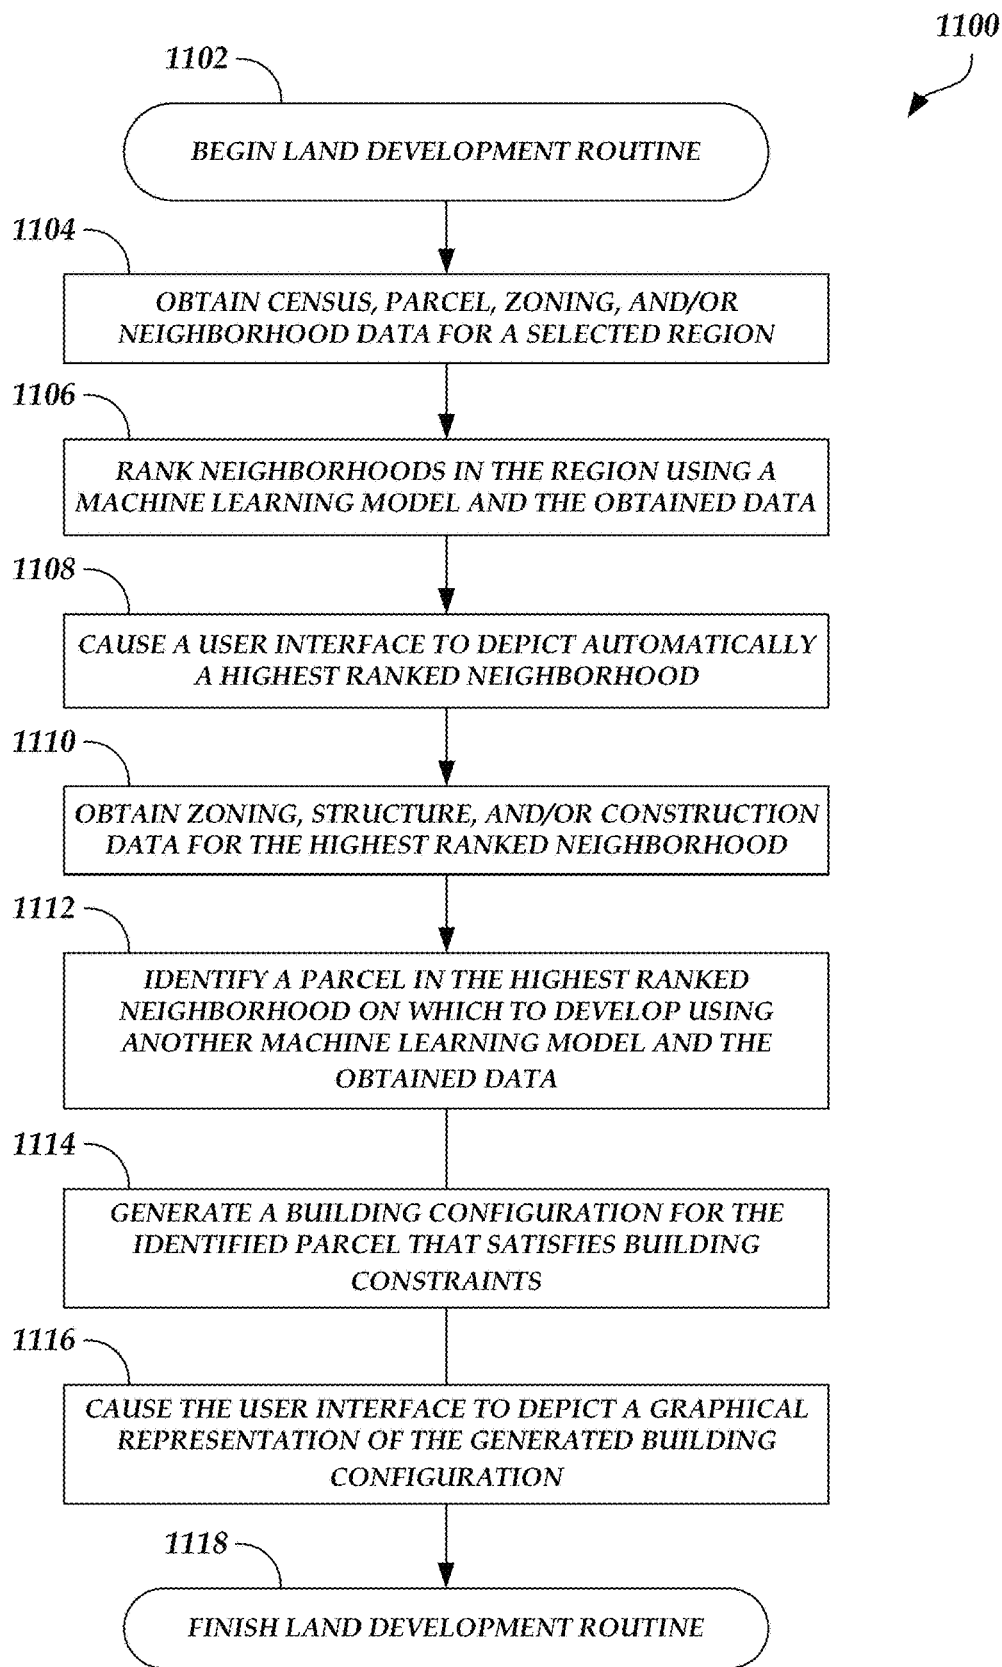 1100
1102
BEGIN LAND DEVELOPMENT ROUTINE
1104
OBTAIN CENSUS, PARCEL, ZONING, AND/OR
NEIGHBORHOOD DATA FOR A SELECTED REGION
1106
RANK NEIGHBORHOODS IN THE REGION USING A
MACHINE LEARNING MODEL AND THE OBTAINED DATA
1108
CAUSE A USER INTERFACE TO DEPICT AUTOMATICALLY
A HIGHEST RANKED NEIGHBORHOOD
1110
OBTAIN ZONING, STRUCTURE, AND/OR CONSTRUCTION
DATA FOR THE HIGHEST RANKED NEIGHBORHOOD
1112
IDENTIFY A PARCEL IN THE HIGHEST RANKED
NEIGHBORHOOD ON WHICH TO DEVELOP USING
ANOTHER MACHINE LEARNING MODEL AND THE
OBTAINED DATA
1114
GENERATE A BUILDING CONFIGURATION FOR THE
IDENTIFIED PARCEL THAT SATISFIES BUILDING
CONSTRAINTS
1116
CAUSE THE USER INTERFACE TO DEPICT A GRAPHICAL
REPRESENTATION OF THE GENERATED BUILDING
CONFIGURATION
1118
FINISH LAND DEVELOPMENT ROUTINE